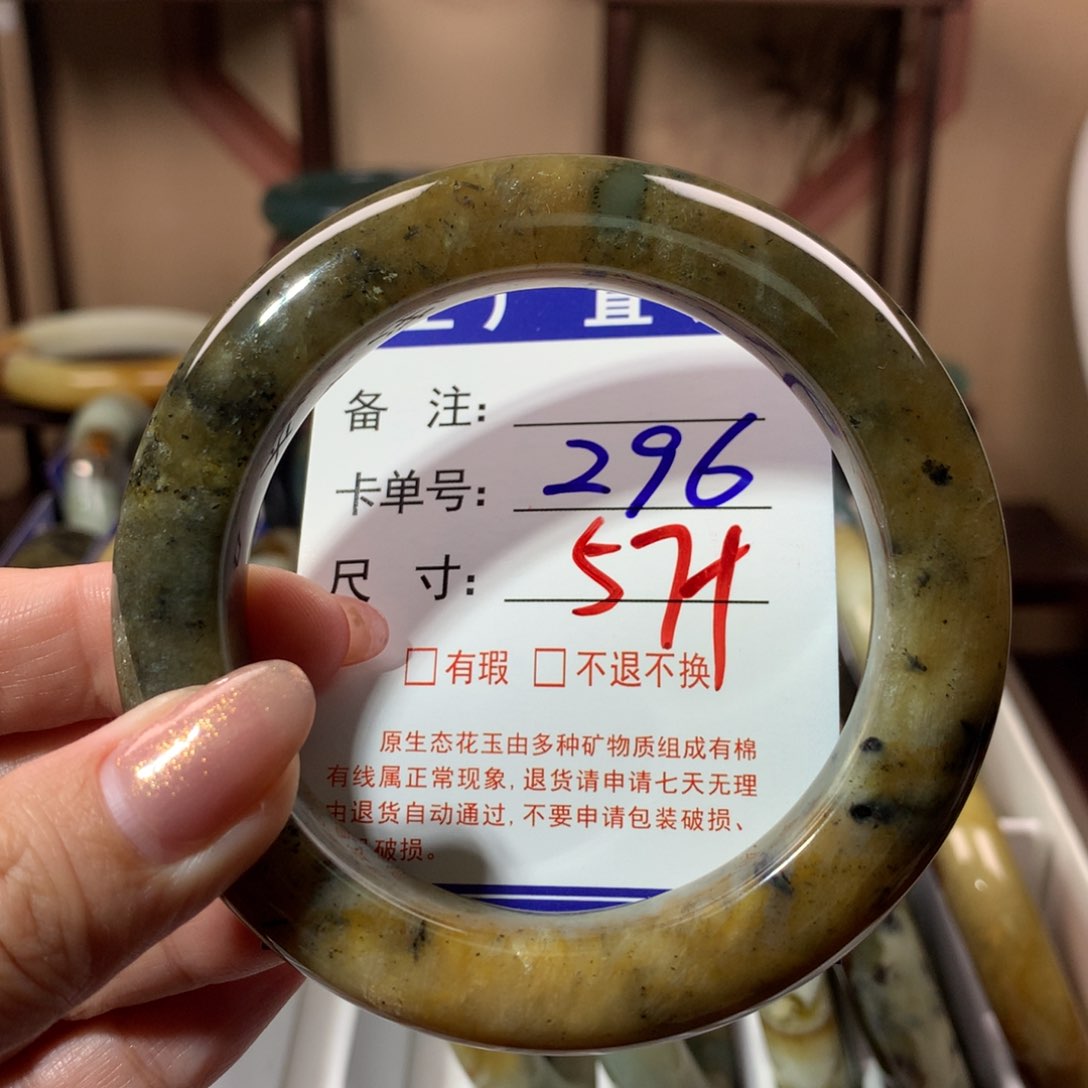 厂直
备 注:
卡单号: 296
尺 寸: 57
□有瑕 □不退不换
原生态花玉由多种矿物质组成有棉
有线属正常现象,退货请申请七天无理
由退货自动通过,不要申请包装破损、
破损。